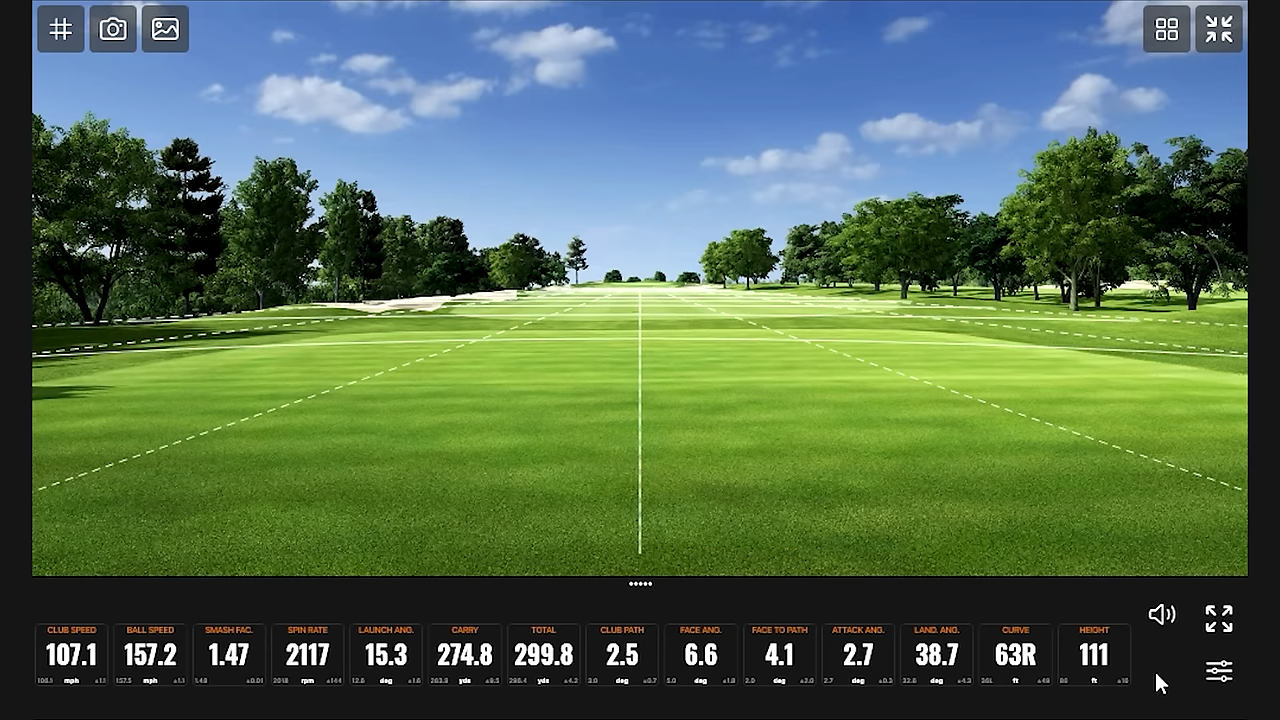 CLUB SPEED BALL SPEED SMASH FAC. SPIN RATE LAUNCH ANG. CARRY TOTAL CLUB PATH FACE ANG. FACE TO PATH ATTACK ANG. LAND. ANG. CURVE HEIGHT
107.1 157.2 1.47 2117 15.3 274.8 299.8 2.5 6.6 4.1 2.7 38.7 63R 111
mph mph rpm deg yds yds deg deg deg deg deg ft ft